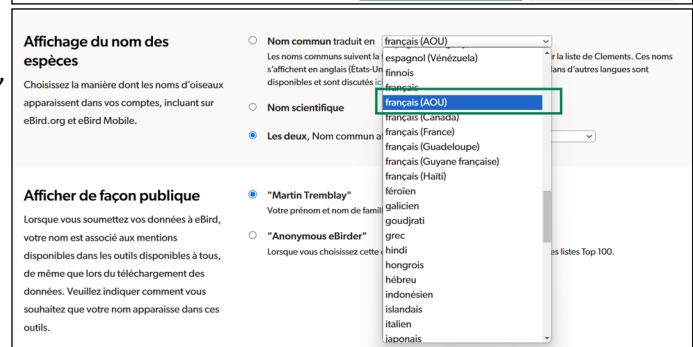 Affichage du nom des
espèces
Choisissez la manière dont les noms d'oiseaux
apparaissent dans vos comptes, incluant sur
eBird.org et eBird Mobile.
Nom commun traduit en français (AOU)
Les noms communs suivent la
r la liste de Clements. Ces noms
s'affichent en anglais (États-Un
dans d'autres langues sont
disponibles et sont discutés ici
Nom scientifique
Les deux, Nom commun a
espagnol (Vénézuela)
finnois
français
français (AOU)
français (Canada)
français (France)
français (Guadeloupe)
français (Guyane française)
français (Haïti)
féroïen
galicien
goudjrati
grec
hindi
hongrois
hébreu
indonésien
islandais
italien
japonais
Afficher de façon publique
Lorsque vous soumettez vos données à eBird,
votre nom est associé aux mentions
disponibles dans les outils disponibles à tous,
de même que lors du téléchargement des
données. Veuillez indiquer comment vous
souhaitez que votre nom apparaisse dans ces
outils.
"Martin Tremblay"
Votre prénom et nom de famil
"Anonymous eBirder"
Lorsque vous choisissez cette
es listes Top 100.